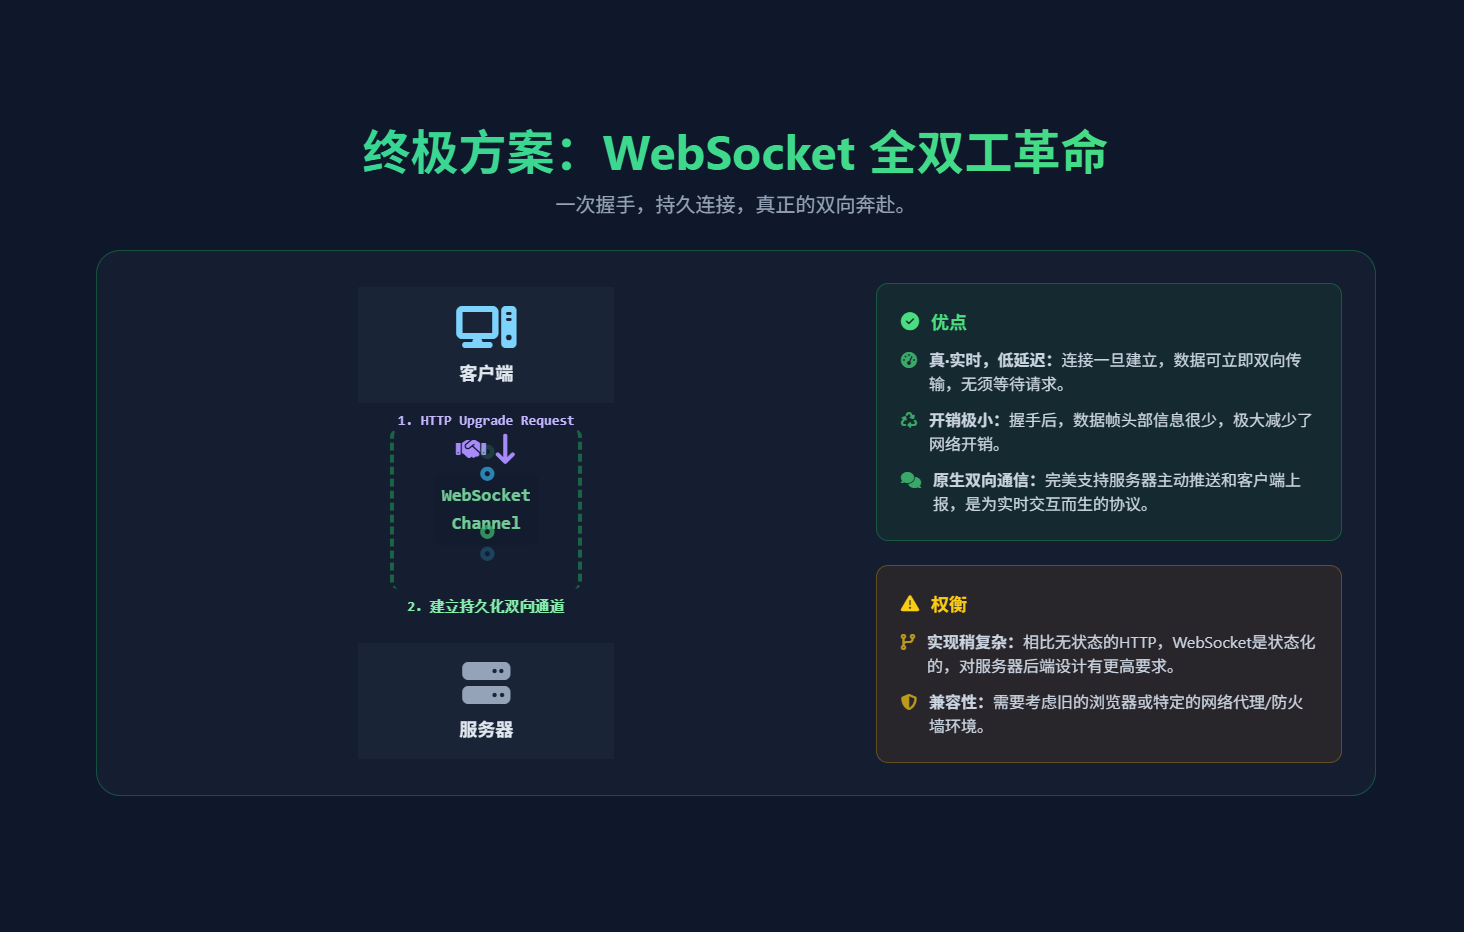 终极方案：WebSocket 全双工革命
一次握手，持久连接，真正的双向奔赴。
客户端
1. HTTP Upgrade Request
WebSocket
Channel
2. 建立持久化双向通道
服务器
优点
真·实时，低延迟：连接一旦建立，数据可立即双向传
输，无须等待请求。
开销极小：握手后，数据帧头部信息很少，极大减少了
网络开销。
原生双向通信：完美支持服务器主动推送和客户端上
报，是为实时交互而生的协议。
权衡
实现稍复杂：相比无状态的HTTP，WebSocket是状态化
的，对服务器后端设计有更高要求。
兼容性：需要考虑旧的浏览器或特定的网络代理/防火
墙环境。